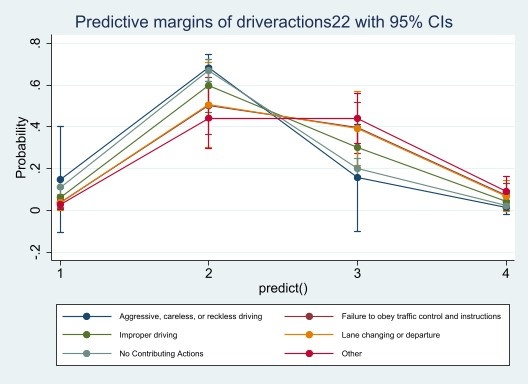 Predictive margins of driveractions22 with 95% CIs
Probability
.8
.6
.4
.2
0
-.2
1 2 3 4
predict()
Aggressive, careless, or reckless driving Failure to obey traffic control and instructions
Improper driving Lane changing or departure
No Contributing Actions Other